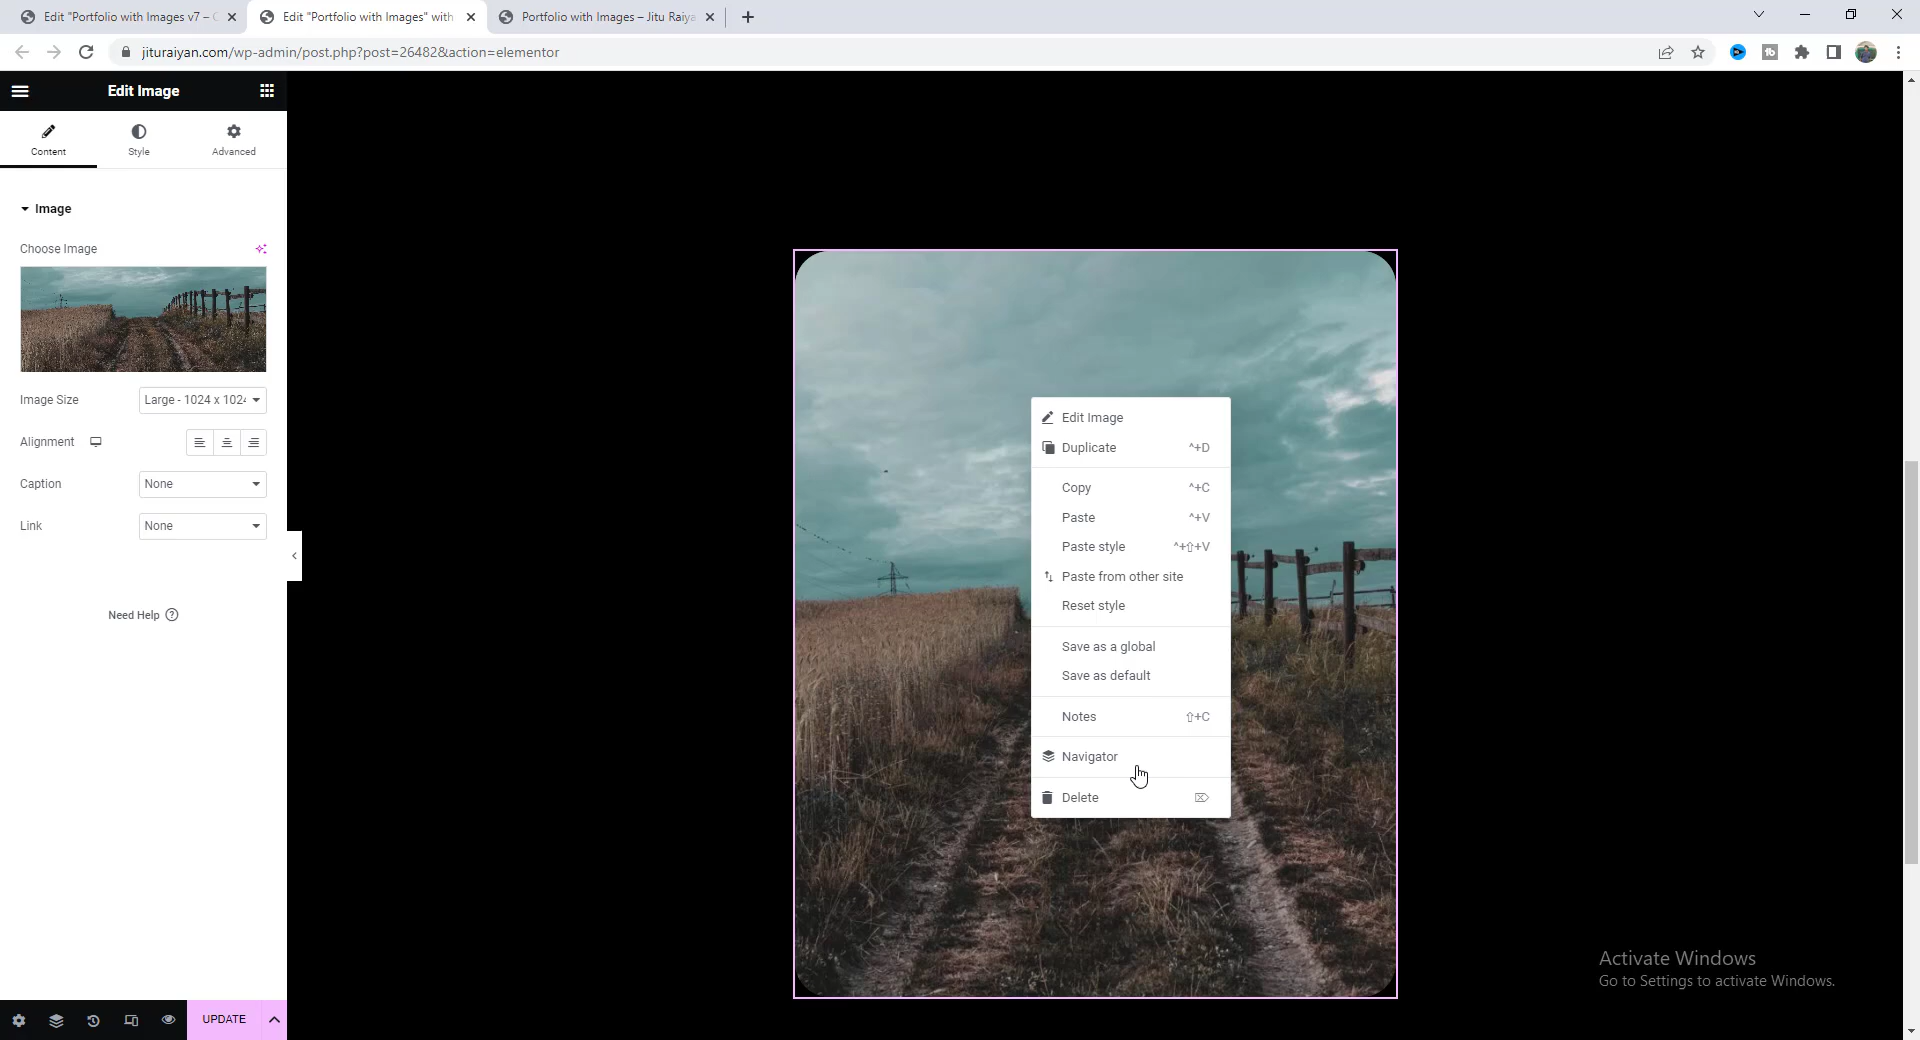 Edit "Portfolio with Images v7 –
Edit "Portfolio with Images" with
Portfolio with Images – Jitu Raiya
jituraiyan.com/wp-admin/post.php?post=26482&action=elementor
Edit Image
Content
Style
Advanced
Image
Choose Image
Image Size
Large - 1024 x 1024
Alignment
Caption
None
Link
None
Need Help
UPDATE
Edit Image
Duplicate ^+D
Copy ^+C
Paste ^+V
Paste style ^+⇧+V
Paste from other site
Reset style
Save as a global
Save as default
Notes ⇧+C
Navigator
Delete ⌦
Activate Windows
Go to Settings to activate Windows.